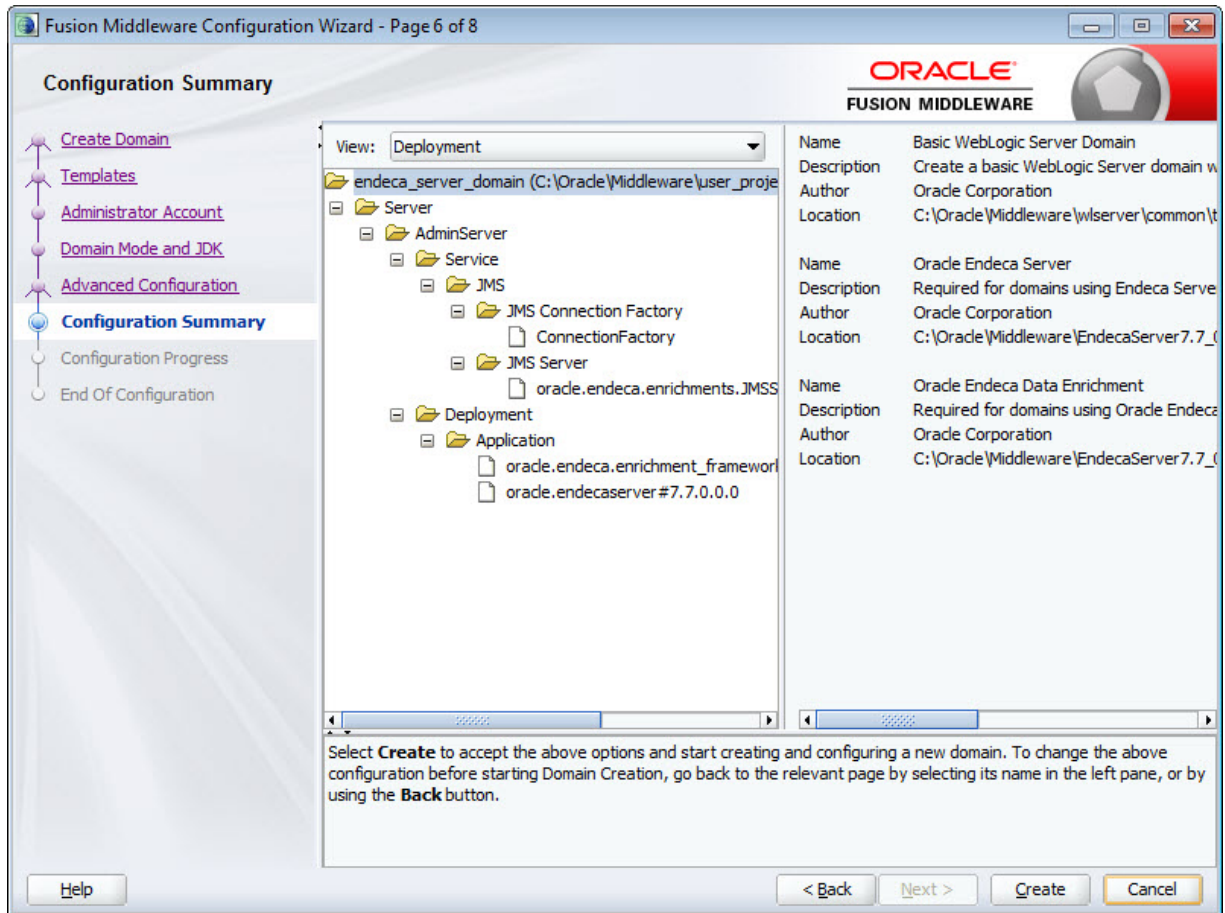 Fusion Middleware Configuration Wizard - Page 6 of 8
Configuration Summary
ORACLE
FUSION MIDDLEWARE
Create Domain
Templates
Administrator Account
Domain Mode and JDK
Advanced Configuration
Configuration Summary
Configuration Progress
End Of Configuration
View: Deployment
endeca_server_domain (C:\Oracle\Middleware\user_proje
Server
AdminServer
Service
JMS
JMS Connection Factory
ConnectionFactory
JMS Server
oracle.endeca.enrichments.JMSS
Deployment
Application
oracle.endeca.enrichment_framework
oracle.endecaserver#7.7.0.0.0
Name Basic WebLogic Server Domain
Description Create a basic WebLogic Server domain w
Author Oracle Corporation
Location C:\Oracle\Middleware\wlserver\common\t
Name Oracle Endeca Server
Description Required for domains using Endeca Serve
Author Oracle Corporation
Location C:\Oracle\Middleware\EndecaServer7.7_0
Name Oracle Endeca Data Enrichment
Description Required for domains using Oracle Endeca
Author Oracle Corporation
Location C:\Oracle\Middleware\EndecaServer7.7_0
Select Create to accept the above options and start creating and configuring a new domain. To change the above
configuration before starting Domain Creation, go back to the relevant page by selecting its name in the left pane, or by
using the Back button.
Help
< Back
Next >
Create
Cancel